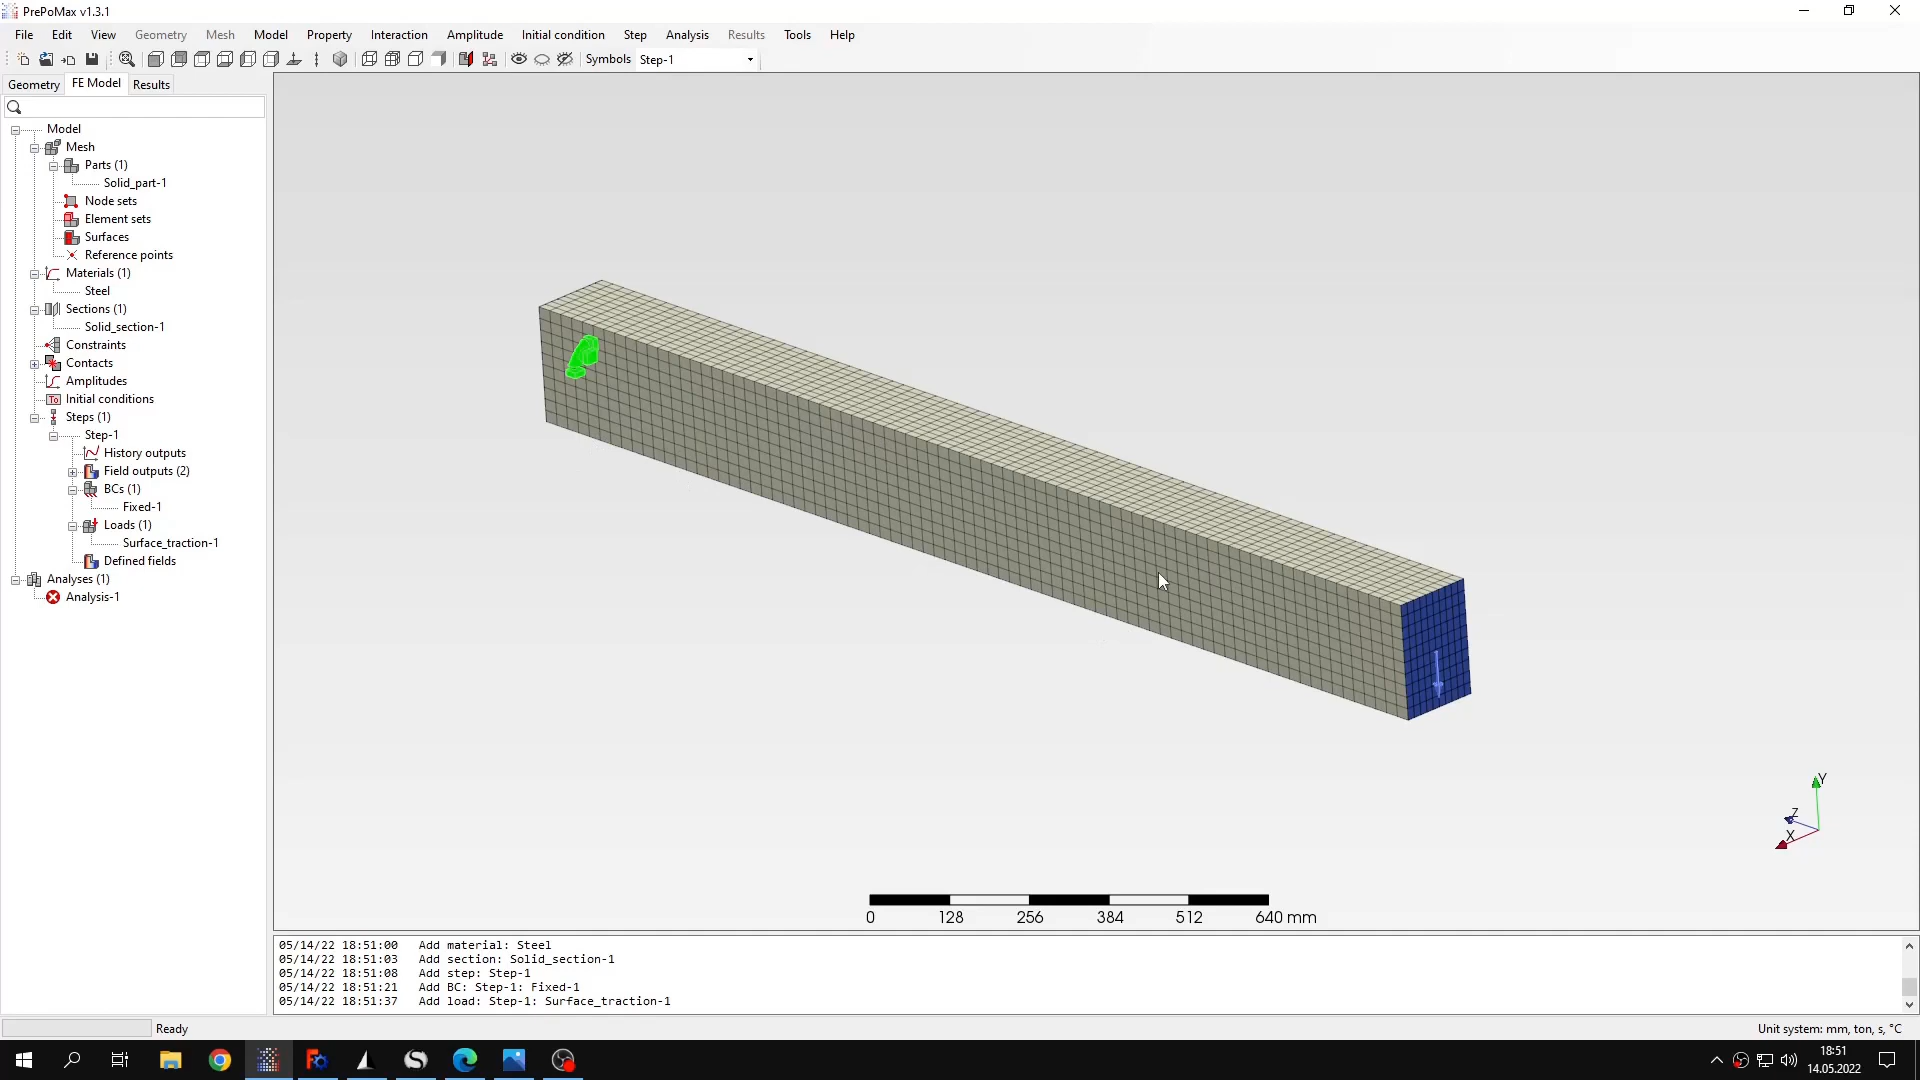 PrePoMax v1.3.1
File Edit View Geometry Mesh Model Property Interaction Amplitude Initial condition Step Analysis Results Tools Help
Symbols Step-1
Geometry FE Model Results
Model
Mesh
Parts (1)
Solid_part-1
Node sets
Element sets
Surfaces
Reference points
Materials (1)
Steel
Sections (1)
Solid_section-1
Constraints
Contacts
Amplitudes
To Initial conditions
Steps (1)
Step-1
History outputs
Field outputs (2)
BCs (1)
Fixed-1
Loads (1)
Surface_traction-1
Defined fields
Analyses (1)
Analysis-1
Y
Z
X
0 128 256 384 512 640 mm
05/14/22 18:51:00 Add material: Steel
05/14/22 18:51:03 Add section: Solid_section-1
05/14/22 18:51:08 Add step: Step-1
05/14/22 18:51:21 Add BC: Step-1: Fixed-1
05/14/22 18:51:37 Add load: Step-1: Surface_traction-1
Ready
Unit system: mm, ton, s, °C
18:51
14.05.2022